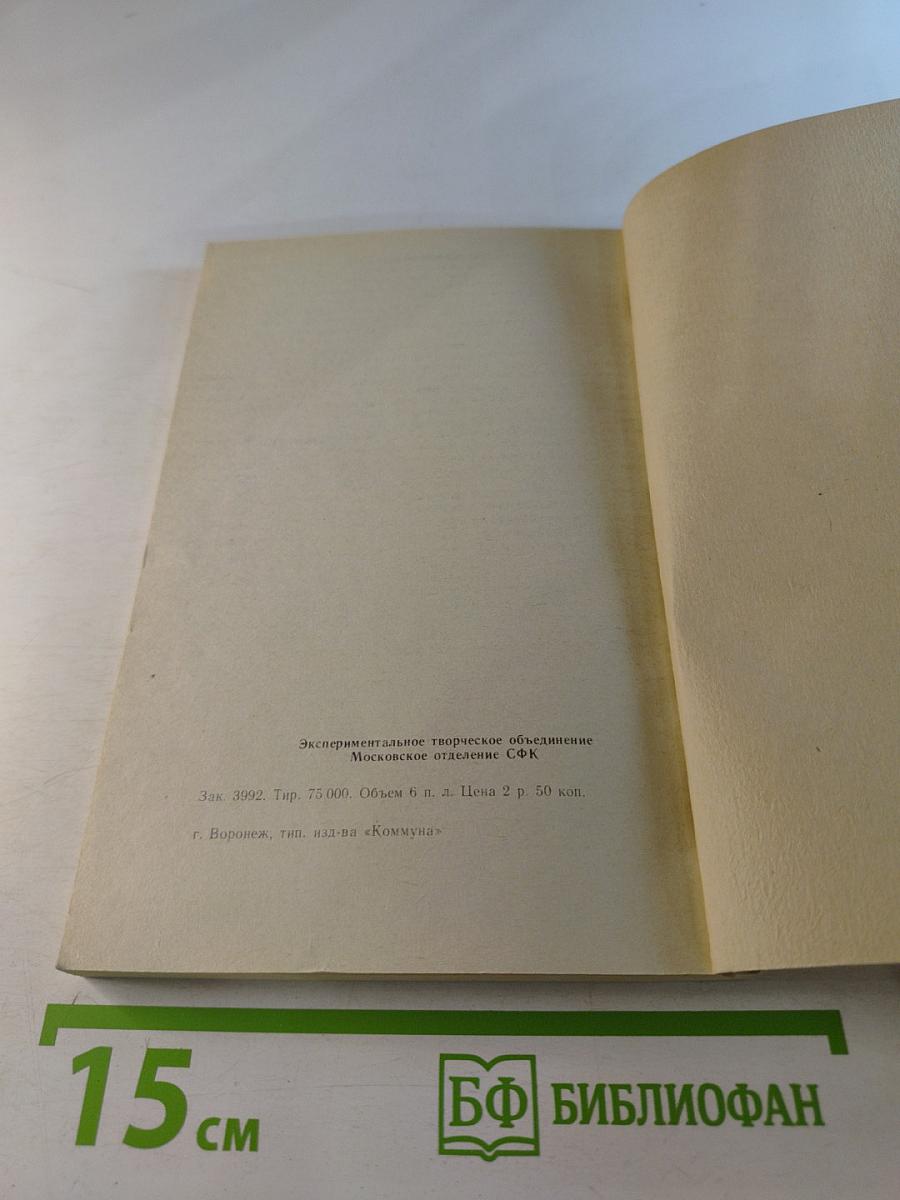 Экспериментальное творческое объединение
Московское отделение СФК
Зак. 3992. Тир. 75 000. Объем 6 п. л. Цена 2 р. 50 коп.
г. Воронеж, тип. изд-ва «Коммуна»
15 см
БФ БИБЛИОФАН